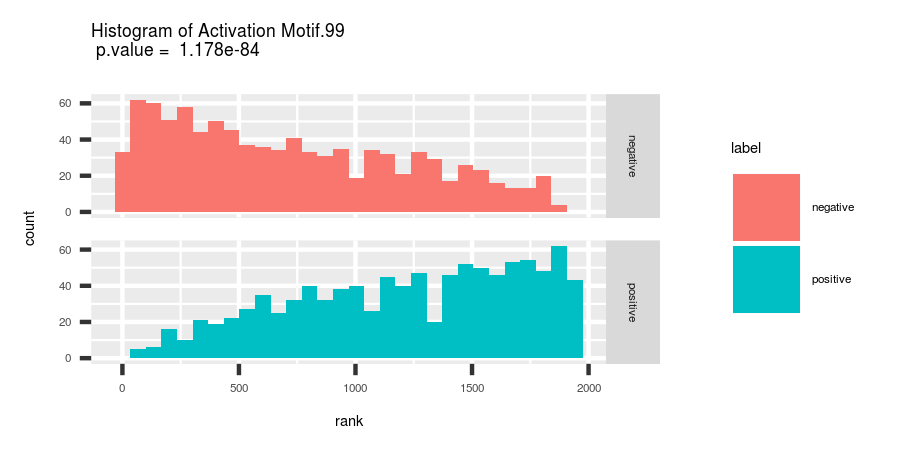 Histogram of Activation Motif.99
p.value =  1.178e-84
60
40
20
0
negative
60
40
20
0
positive
0
500
1000
1500
2000
rank
count
label
negative
positive